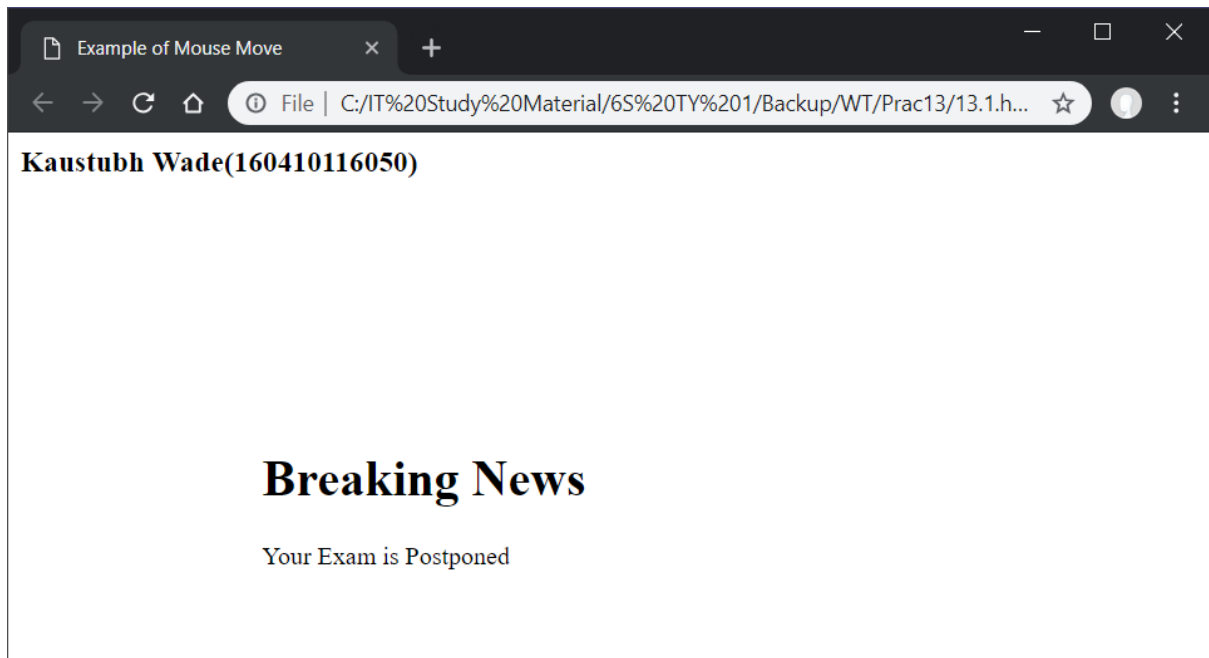 Example of Mouse Move
File | C:/IT%20Study%20Material/6S%20TY%201/Backup/WT/Prac13/13.1.h...
Kaustubh Wade(160410116050)
Breaking News
Your Exam is Postponed